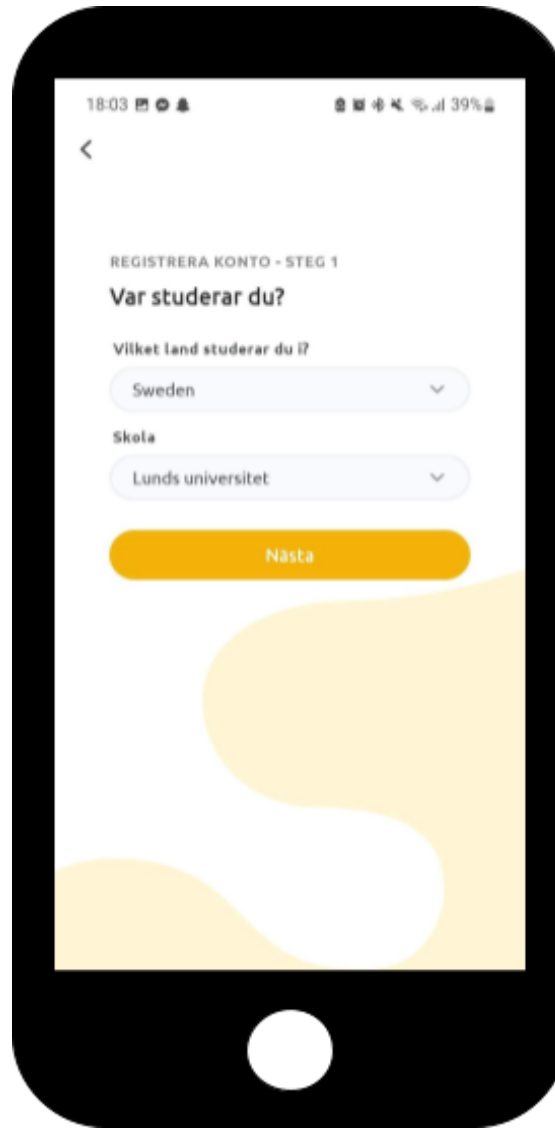 18:03
39%
REGISTRERA KONTO - STEG 1
Var studerar du?
Vilket land studerar du i?
Sweden
Skola
Lunds universitet
Nästa